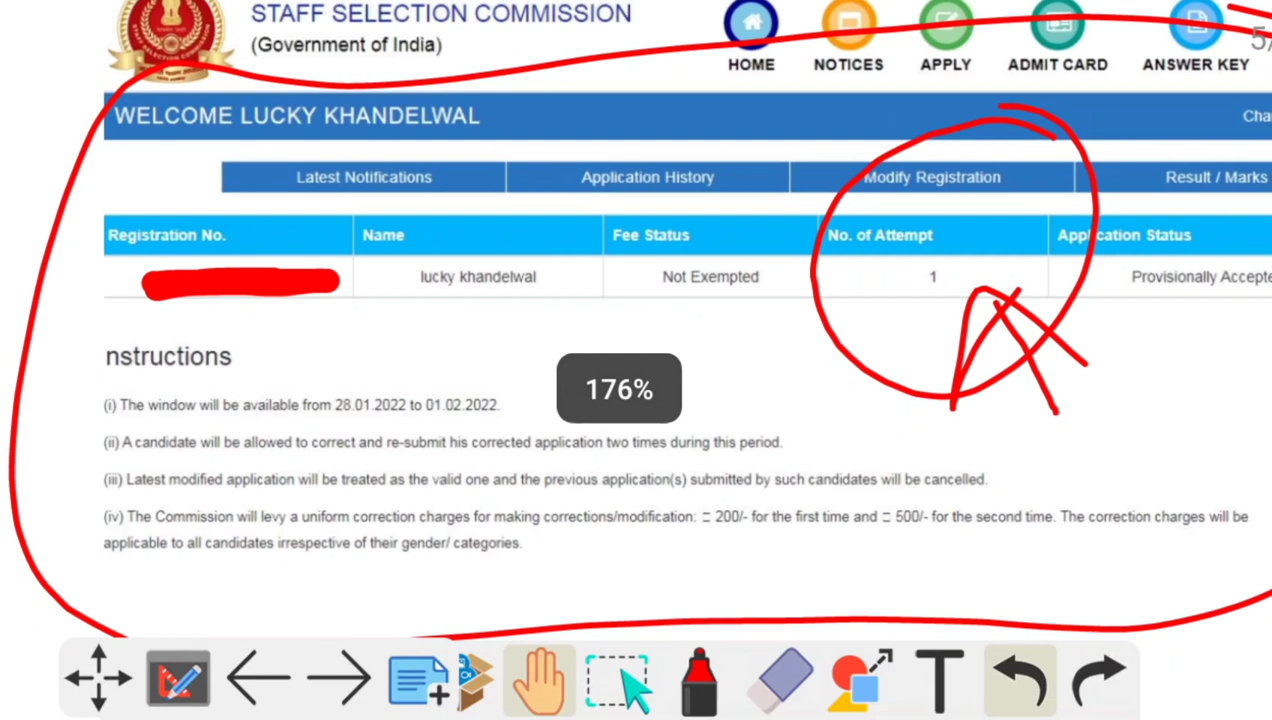 STAFF SELECTION COMMISSION
(Government of India)
HOME NOTICES APPLY ADMIT CARD ANSWER KEY
5/
WELCOME LUCKY KHANDELWAL Cha
Latest Notifications Application History Modify Registration Result / Marks
Registration No. Name Fee Status No. of Attempt Application Status
lucky khandelwal Not Exempted 1 Provisionally Accepte
nstructions
176%
(i) The window will be available from 28.01.2022 to 01.02.2022.
(ii) A candidate will be allowed to correct and re-submit his corrected application two times during this period.
(iii) Latest modified application will be treated as the valid one and the previous application(s) submitted by such candidates will be cancelled.
(iv) The Commission will levy a uniform correction charges for making corrections/modification: 200/- for the first time and 500/- for the second time. The correction charges will be
applicable to all candidates irrespective of their gender/ categories.
T